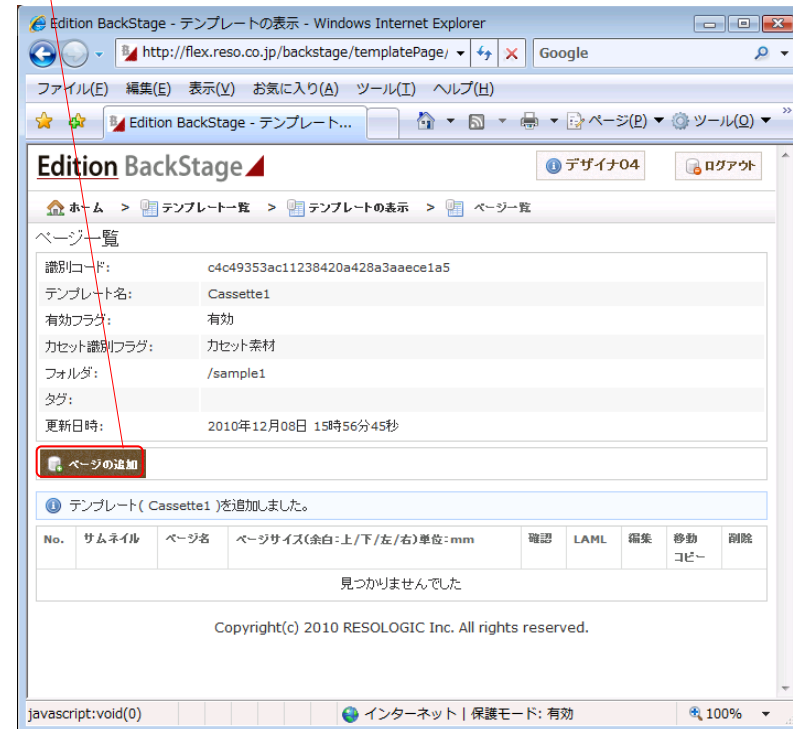 Edition BackStage - テンプレートの表示 - Windows Internet Explorer
http://flex.reso.co.jp/backstage/templatePage/ Google
ファイル(F) 編集(E) 表示(V) お気に入り(A) ツール(T) ヘルプ(H)
Edition BackStage - テンプレート... ページ(P) ツール(O) »
Edition BackStage デザイナ04 ログアウト
ホーム > テンプレート一覧 > テンプレートの表示 > ページ一覧
ページ一覧
識別コード: c4c49353ac11238420a428a3aaece1a5
テンプレート名: Cassette1
有効フラグ: 有効
カセット識別フラグ: カセット素材
フォルダ: /sample1
タグ:
更新日時: 2010年12月08日 15時56分45秒
ページの追加
テンプレート( Cassette1 )を追加しました。
No. サムネイル ページ名 ページサイズ(余白:上/下/左/右)単位:mm 確認 LAML 編集 移動 削除
コピー
見つかりませんでした
Copyright(c) 2010 RESOLOGIC Inc. All rights reserved.
javascript:void(0) インターネット | 保護モード: 有効 100%